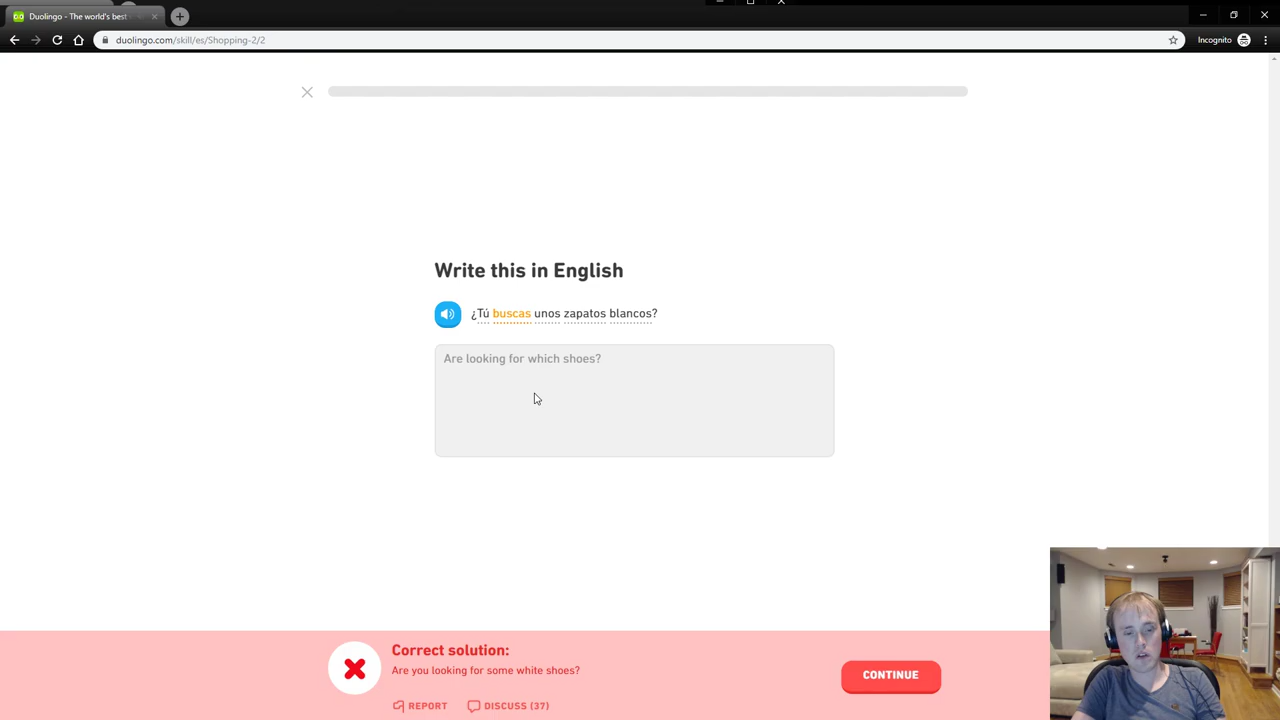 Duolingo - The world's best
duolingo.com/skill/es/Shopping-2/2
Incognito
Write this in English
¿Tú buscas unos zapatos blancos?
Are looking for which shoes?
Correct solution:
Are you looking for some white shoes?
CONTINUE
REPORT
DISCUSS (37)